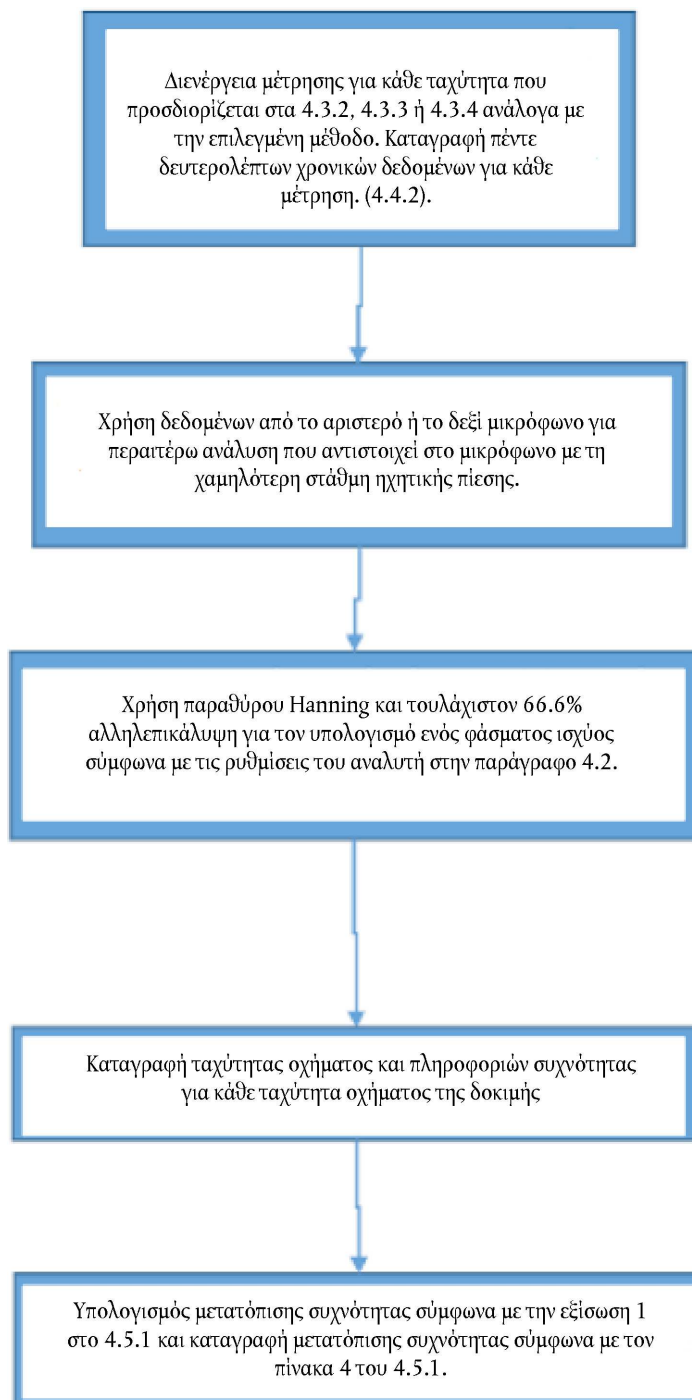 Διενέργεια μέτρησης για κάθε ταχύτητα που
προσδιορίζεται στα 4.3.2, 4.3.3 ή 4.3.4 ανάλογα με
την επιλεγμένη μέθοδο. Καταγραφή πέντε
δευτερολέπτων χρονικών δεδομένων για κάθε
μέτρηση. (4.4.2).
Χρήση δεδομένων από το αριστερό ή το δεξί μικρόφωνο για
περαιτέρω ανάλυση που αντιστοιχεί στο μικρόφωνο με τη
χαμηλότερη στάθμη ηχητικής πίεσης.
Χρήση παραθύρου Hanning και τουλάχιστον 66.6%
αλληλεπικάλυψη για τον υπολογισμό ενός φάσματος ισχύος
σύμφωνα με τις ρυθμίσεις του αναλυτή στην παράγραφο 4.2.
Καταγραφή ταχύτητας οχήματος και πληροφοριών συχνότητας
για κάθε ταχύτητα οχήματος της δοκιμής
Υπολογισμός μετατόπισης συχνότητας σύμφωνα με την εξίσωση 1
στο 4.5.1 και καταγραφή μετατόπισης συχνότητας σύμφωνα με τον
πίνακα 4 του 4.5.1.